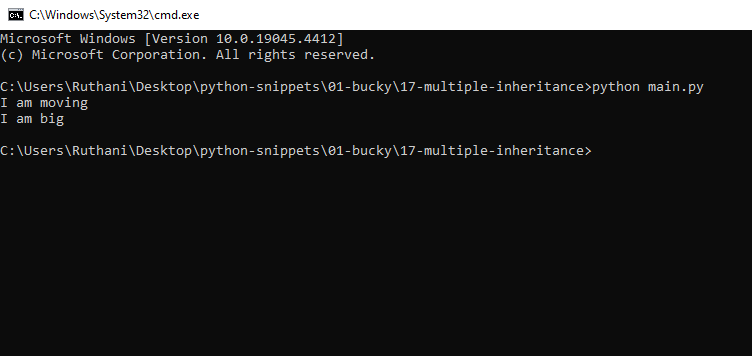 C:\Windows\System32\cmd.exe
Microsoft Windows [Version 10.0.19045.4412]
(c) Microsoft Corporation. All rights reserved.
C:\Users\Ruthani\Desktop\python-snippets\01-bucky\17-multiple-inheritance>python main.py
I am moving
I am big
C:\Users\Ruthani\Desktop\python-snippets\01-bucky\17-multiple-inheritance>